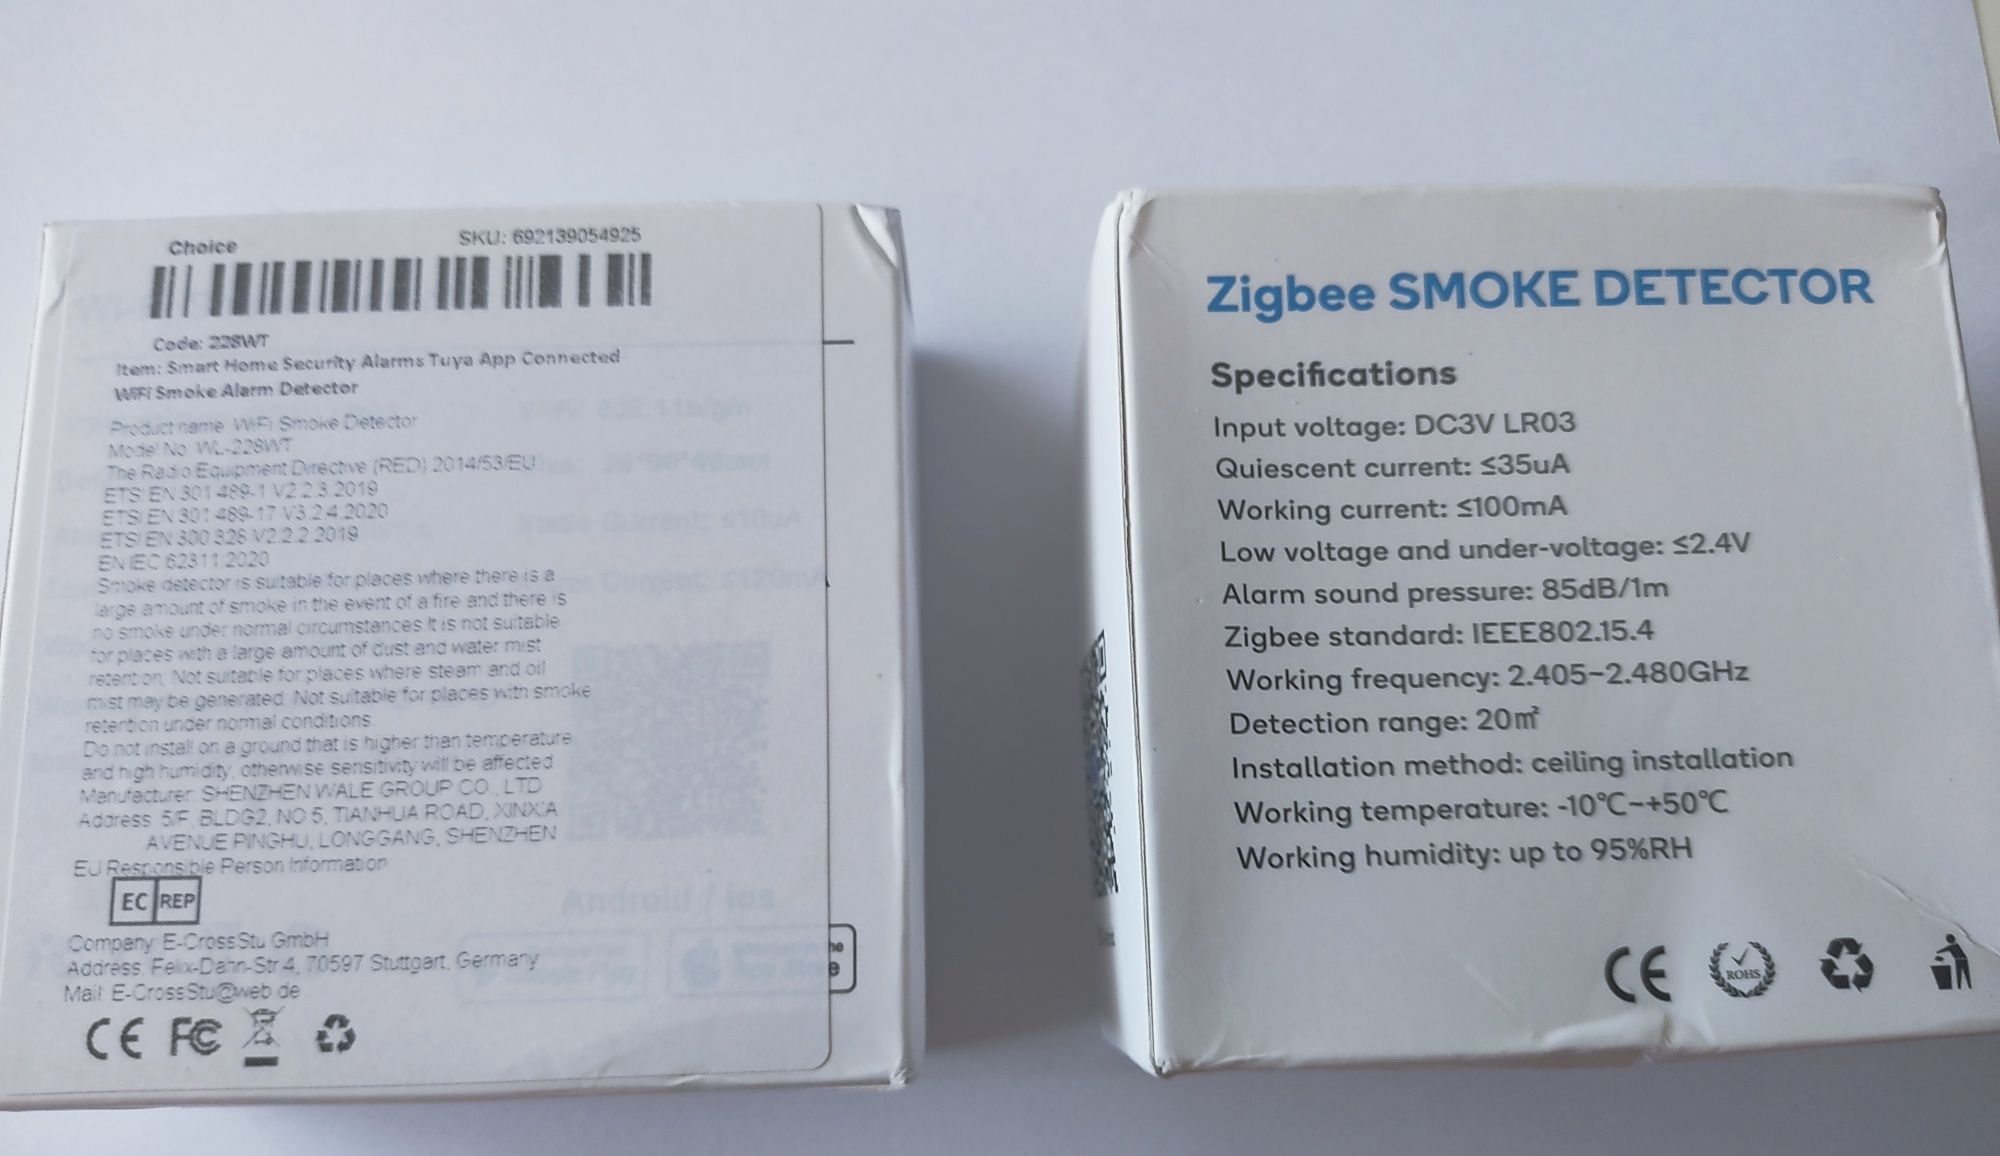 Choice
SKU: 692139054925
Code: 228WT
Item: Smart Home Security Alarms Tuya App Connected
WiFi Smoke Alarm Detector
Product name: WiFi Smoke Detector
Model No WL-228WT
The Radio Equipment Directive (RED) 2014/53/EU
ETSI EN 301 489-1 V2.2.3.2019
ETSI EN 301 489-17 V3.2.4.2020
ETSI EN 300 328 V2.2.2.2019
EN IEC 62311:2020
Smoke detector is suitable for places where there is a
large amount of smoke in the event of a fire and there is
no smoke under normal circumstances It is not suitable
for places with a large amount of dust and water mist
retention. Not suitable for places where steam and oil
mist may be generated. Not suitable for places with smoke
retention under normal conditions.
Do not install on a ground that is higher than temperature
and high humidity, otherwise sensitivity will be affected
Manufacturer: SHENZHEN WALE GROUP CO., LTD
Address: 5/F, BLDG2, NO 5, TIANHUA ROAD, XINXIA
AVENUE PINGHU, LONGGANG, SHENZHEN
EU Responsible Person Information
EC REP
Company: E-CrossStu GmbH
Address: Felix-Dahn-Str 4, 70597 Stuttgart, Germany
Mail: E-CrossStu@web.de
CE FC
Static Current: ≤10uA
Current: ≤120mA
Android / ios
Zigbee SMOKE DETECTOR
Specifications
Input voltage: DC3V LR03
Quiescent current: ≤35uA
Working current: ≤100mA
Low voltage and under-voltage: ≤2.4V
Alarm sound pressure: 85dB/1m
Zigbee standard: IEEE802.15.4
Working frequency: 2.405~2.480GHz
Detection range: 20㎡
Installation method: ceiling installation
Working temperature: -10℃~+50℃
Working humidity: up to 95%RH
CE ROHS